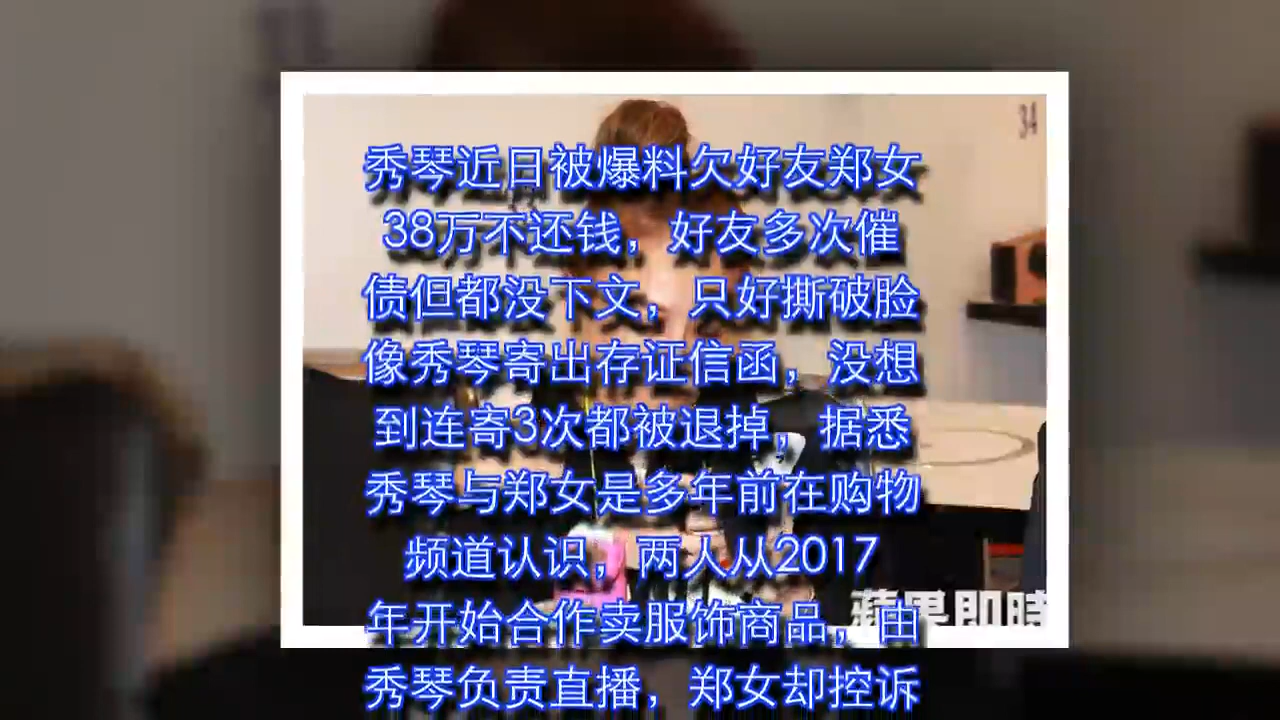 34
秀琴近日被爆料欠好友郑女
38万不还钱，好友多次催
债但都没下文，只好撕破脸
像秀琴寄出存证信函，没想
到连寄3次都被退掉，据悉
秀琴与郑女是多年前在购物
频道认识，两人从2017
年开始合作卖服饰商品，由
秀琴负责直播，郑女却控诉
蘋果即時